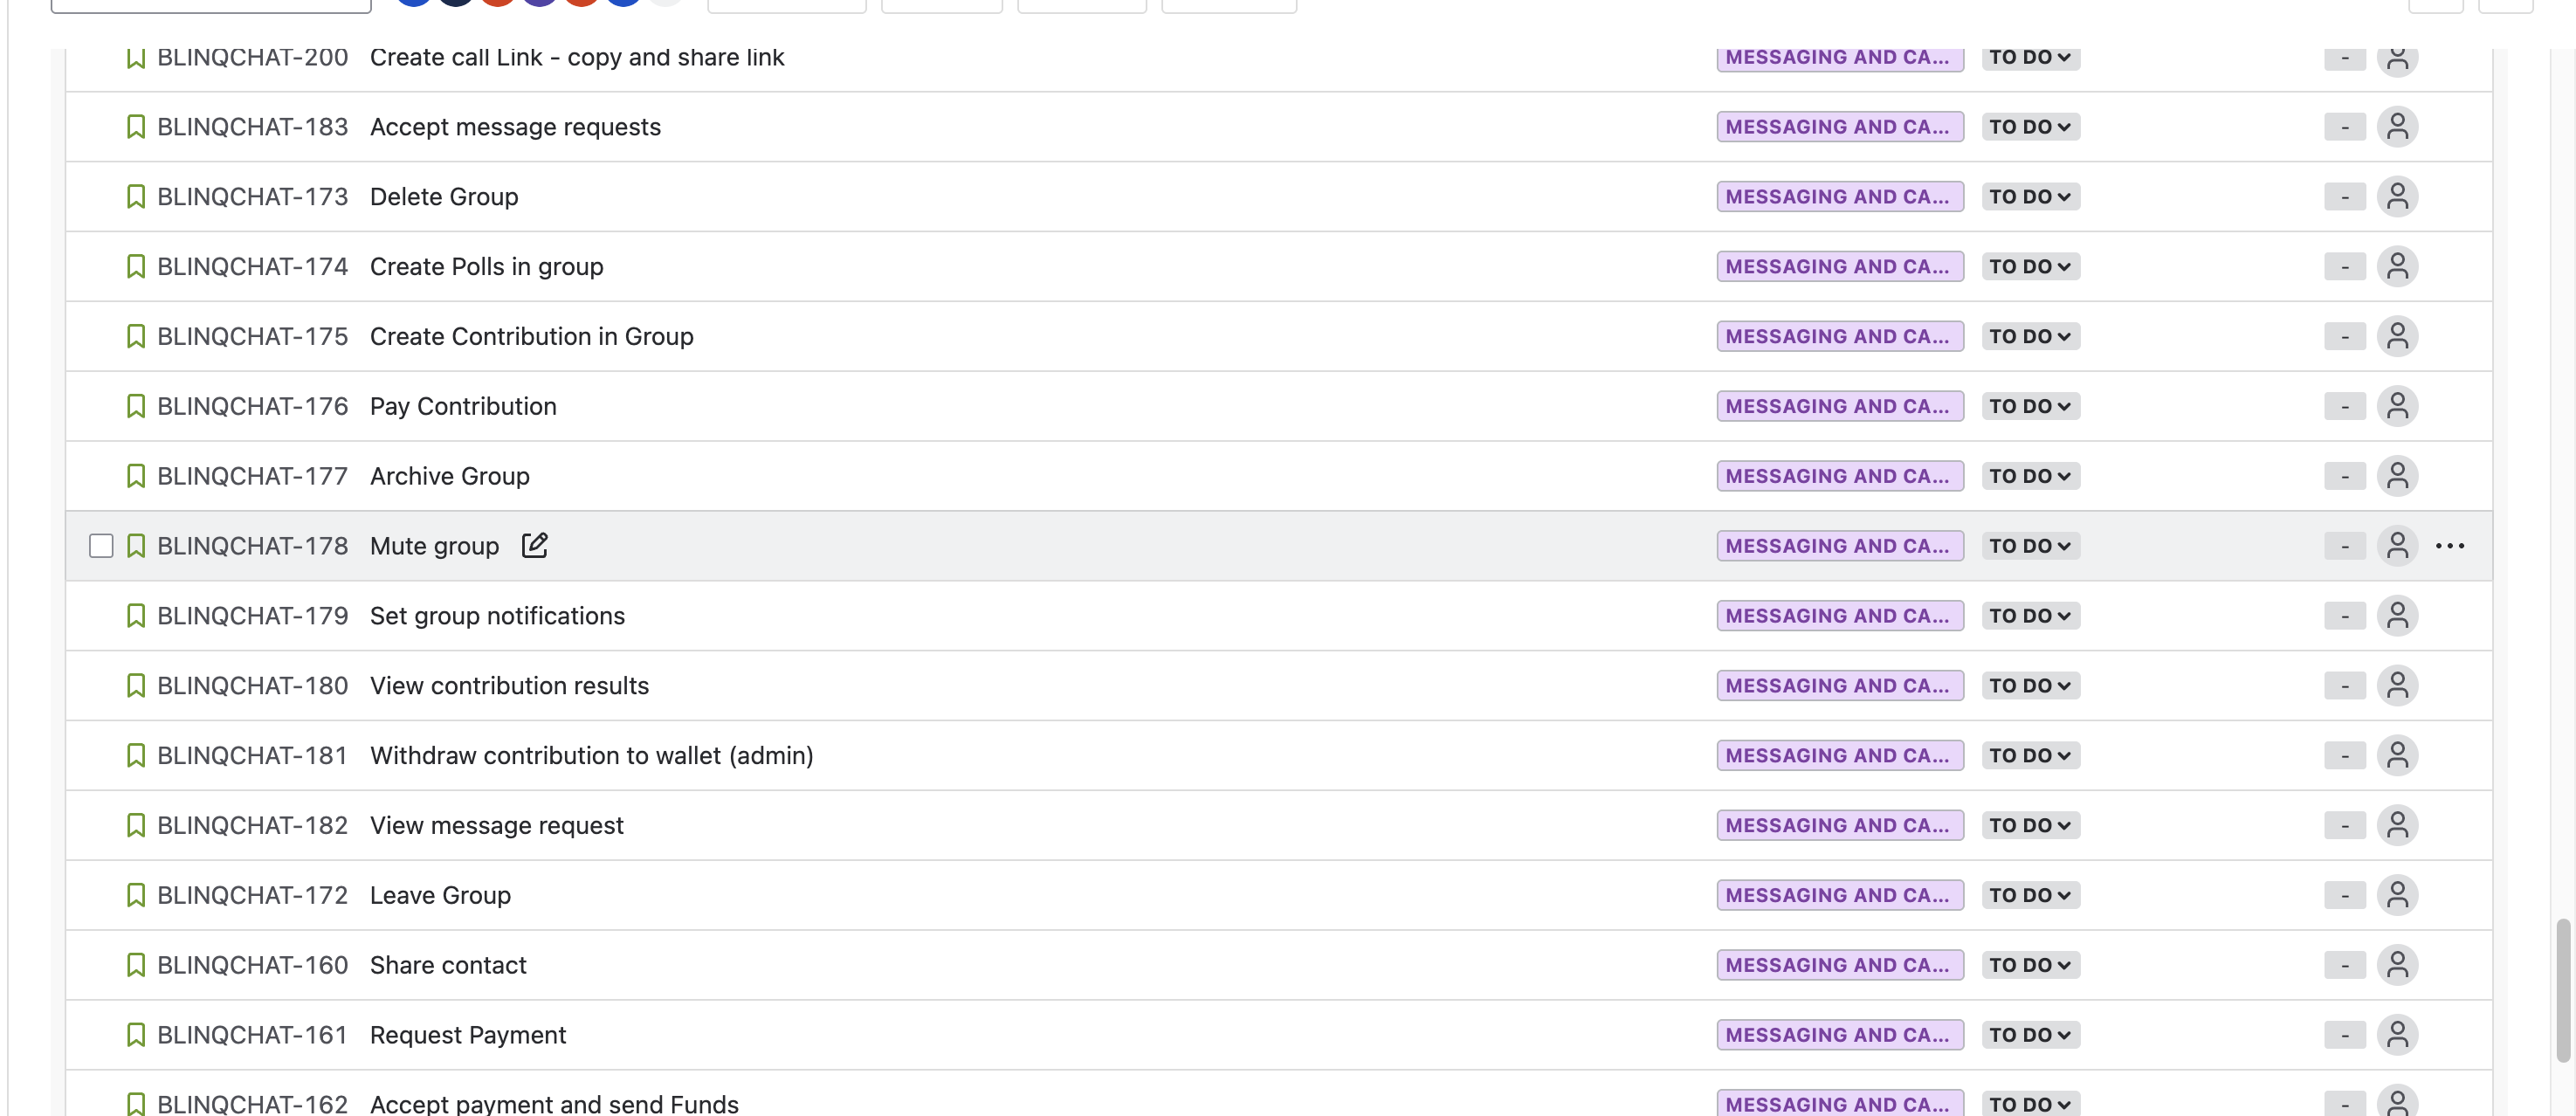 BLINQCHAT-200 Create call Link - copy and share link MESSAGING AND CA... TO DO -
BLINQCHAT-183 Accept message requests MESSAGING AND CA... TO DO -
BLINQCHAT-173 Delete Group MESSAGING AND CA... TO DO -
BLINQCHAT-174 Create Polls in group MESSAGING AND CA... TO DO -
BLINQCHAT-175 Create Contribution in Group MESSAGING AND CA... TO DO -
BLINQCHAT-176 Pay Contribution MESSAGING AND CA... TO DO -
BLINQCHAT-177 Archive Group MESSAGING AND CA... TO DO -
BLINQCHAT-178 Mute group MESSAGING AND CA... TO DO -
BLINQCHAT-179 Set group notifications MESSAGING AND CA... TO DO -
BLINQCHAT-180 View contribution results MESSAGING AND CA... TO DO -
BLINQCHAT-181 Withdraw contribution to wallet (admin) MESSAGING AND CA... TO DO -
BLINQCHAT-182 View message request MESSAGING AND CA... TO DO -
BLINQCHAT-172 Leave Group MESSAGING AND CA... TO DO -
BLINQCHAT-160 Share contact MESSAGING AND CA... TO DO -
BLINQCHAT-161 Request Payment MESSAGING AND CA... TO DO -
BLINQCHAT-162 Accept payment and send Funds MESSAGING AND CA... TO DO -